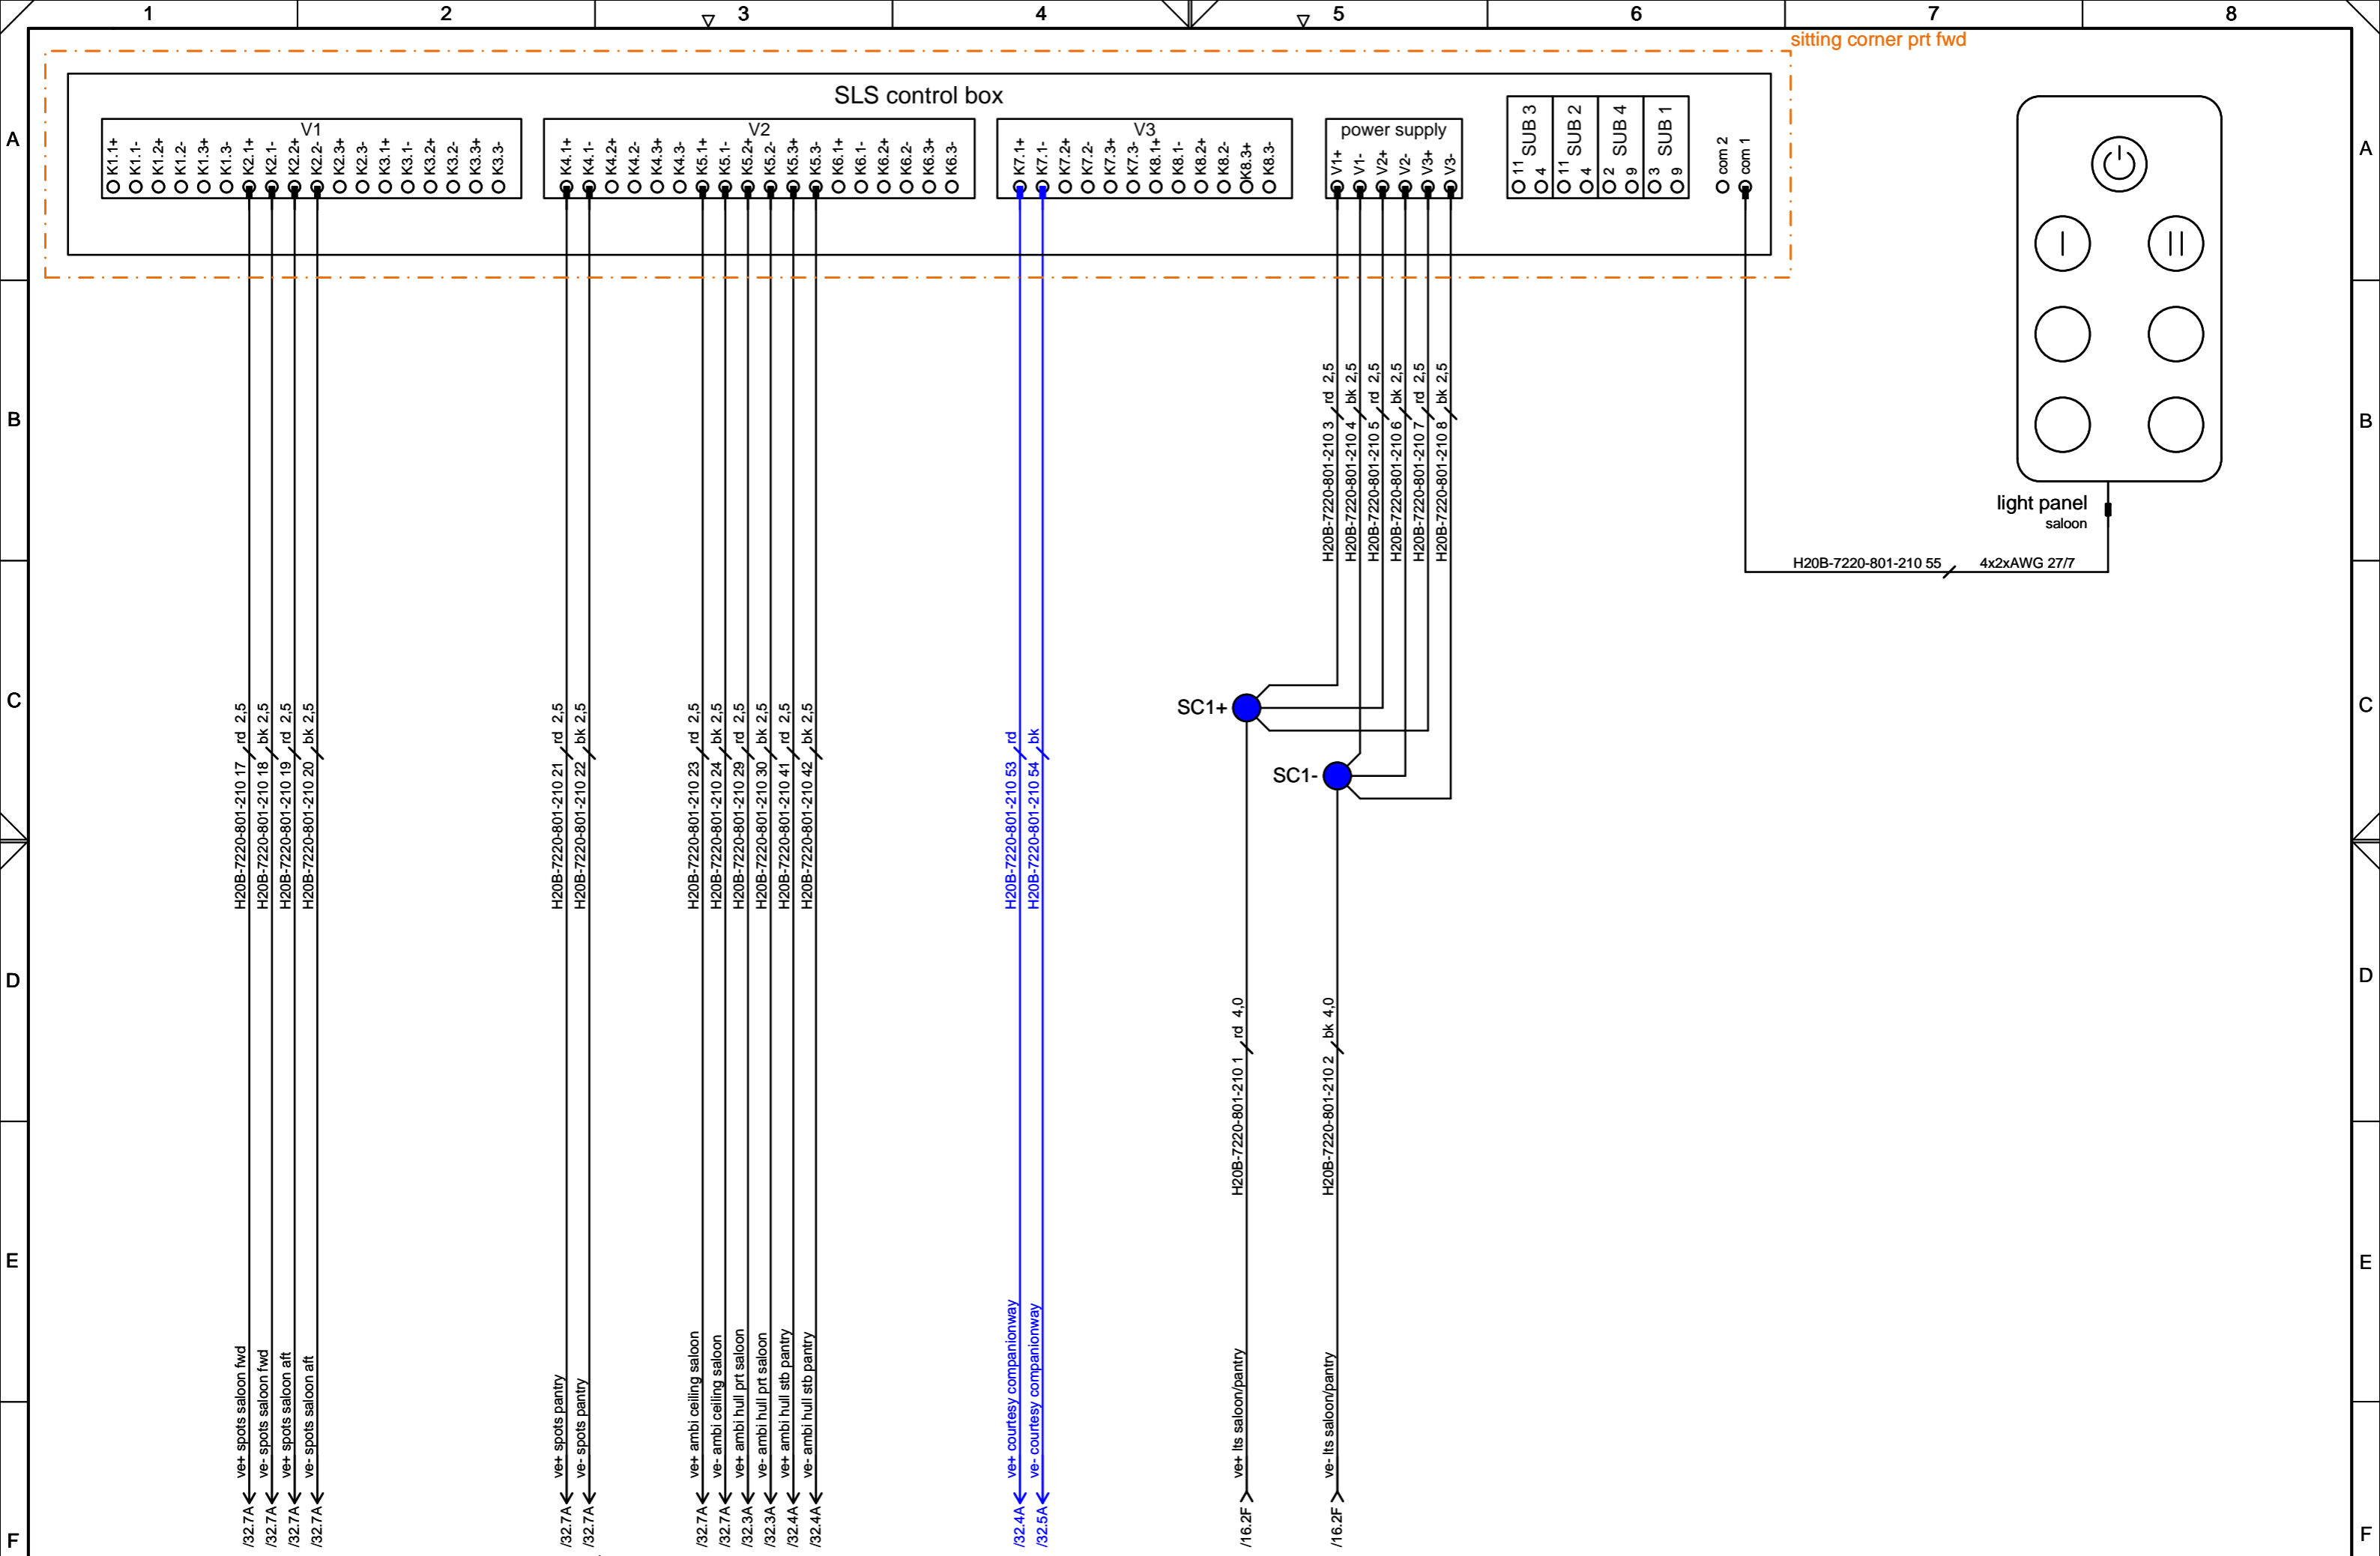 1 2 3 4 5 6 7 8
sitting corner prt fwd
SLS control box
A
A
V1
K1.1+ K1.1- K1.2+ K1.2- K1.3+ K1.3- K2.1+ K2.1- K2.2+ K2.2- K2.3+ K2.3- K3.1+ K3.1- K3.2+ K3.2- K3.3+ K3.3-
V2
K4.1+ K4.1- K4.2+ K4.2- K4.3+ K4.3- K5.1+ K5.1- K5.2+ K5.2- K5.3+ K5.3- K6.1+ K6.1- K6.2+ K6.2- K6.3+ K6.3-
V3
K7.1+ K7.1- K7.2+ K7.2- K7.3+ K7.3- K8.1+ K8.1- K8.2+ K8.2- K8.3+ K8.3-
power supply
V1+ V1- V2+ V2- V3+ V3-
SUB 3
11 4
SUB 2
11 4
SUB 4
2 9
SUB 1
3 9
com 2
com 1
B
B
H20B-7220-801-210 3 rd 2,5
H20B-7220-801-210 4 bk 2,5
H20B-7220-801-210 5 rd 2,5
H20B-7220-801-210 6 bk 2,5
H20B-7220-801-210 7 rd 2,5
H20B-7220-801-210 8 bk 2,5
light panel
saloon
H20B-7220-801-210 55 4x2xAWG 27/7
C
C
SC1+
SC1-
H20B-7220-801-210 17 rd 2,5
H20B-7220-801-210 18 bk 2,5
H20B-7220-801-210 19 rd 2,5
H20B-7220-801-210 20 bk 2,5
H20B-7220-801-210 21 rd 2,5
H20B-7220-801-210 22 bk 2,5
H20B-7220-801-210 23 rd 2,5
H20B-7220-801-210 24 bk 2,5
H20B-7220-801-210 29 rd 2,5
H20B-7220-801-210 30 bk 2,5
H20B-7220-801-210 41 rd 2,5
H20B-7220-801-210 42 bk 2,5
H20B-7220-801-210 53 rd
H20B-7220-801-210 54 bk
D
D
H20B-7220-801-210 1 rd 4,0
H20B-7220-801-210 2 bk 4,0
E
E
/32.7A ve+ spots saloon fwd
/32.7A ve- spots saloon fwd
/32.7A ve+ spots saloon aft
/32.7A ve- spots saloon aft
/32.7A ve+ spots pantry
/32.7A ve- spots pantry
/32.7A ve+ ambi ceiling saloon
/32.7A ve- ambi ceiling saloon
/32.3A ve+ ambi hull prt saloon
/32.3A ve- ambi hull prt saloon
/32.4A ve+ ambi hull stb pantry
/32.4A ve- ambi hull stb pantry
/32.4A ve+ courtesy companionway
/32.5A ve- courtesy companionway
/16.2F ve+ lts saloon/pantry
/16.2F ve- lts saloon/pantry
F
F